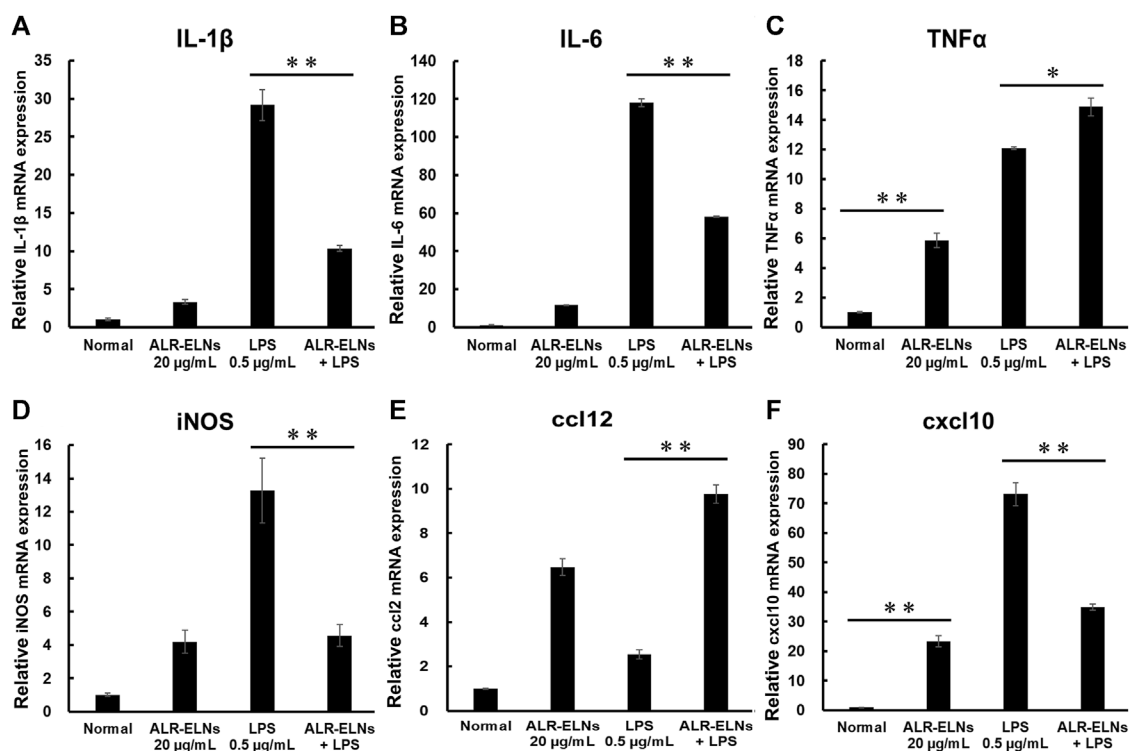 A
IL-1β
Relative IL-1β mRNA expression
35
30
25
20
15
10
5
0
* *
Normal
ALR-ELNs
20 μg/mL
LPS
0.5 μg/mL
ALR-ELNs
+ LPS
B
IL-6
Relative IL-6 mRNA expression
140
120
100
80
60
40
20
0
* *
Normal
ALR-ELNs
20 μg/mL
LPS
0.5 μg/mL
ALR-ELNs
+ LPS
C
TNFα
Relative TNFα mRNA expression
18
16
14
12
10
8
6
4
2
0
* *
*
Normal
ALR-ELNs
20 μg/mL
LPS
0.5 μg/mL
ALR-ELNs
+ LPS
D
iNOS
Relative iNOS mRNA expression
16
14
12
10
8
6
4
2
0
* *
Normal
ALR-ELNs
20 μg/mL
LPS
0.5 μg/mL
ALR-ELNs
+ LPS
E
ccl12
Relative ccl2 mRNA expression
12
10
8
6
4
2
0
* *
Normal
ALR-ELNs
20 μg/mL
LPS
0.5 μg/mL
ALR-ELNs
+ LPS
F
cxcl10
Relative cxcl10 mRNA expression
90
80
70
60
50
40
30
20
10
0
* *
* *
Normal
ALR-ELNs
20 μg/mL
LPS
0.5 μg/mL
ALR-ELNs
+ LPS